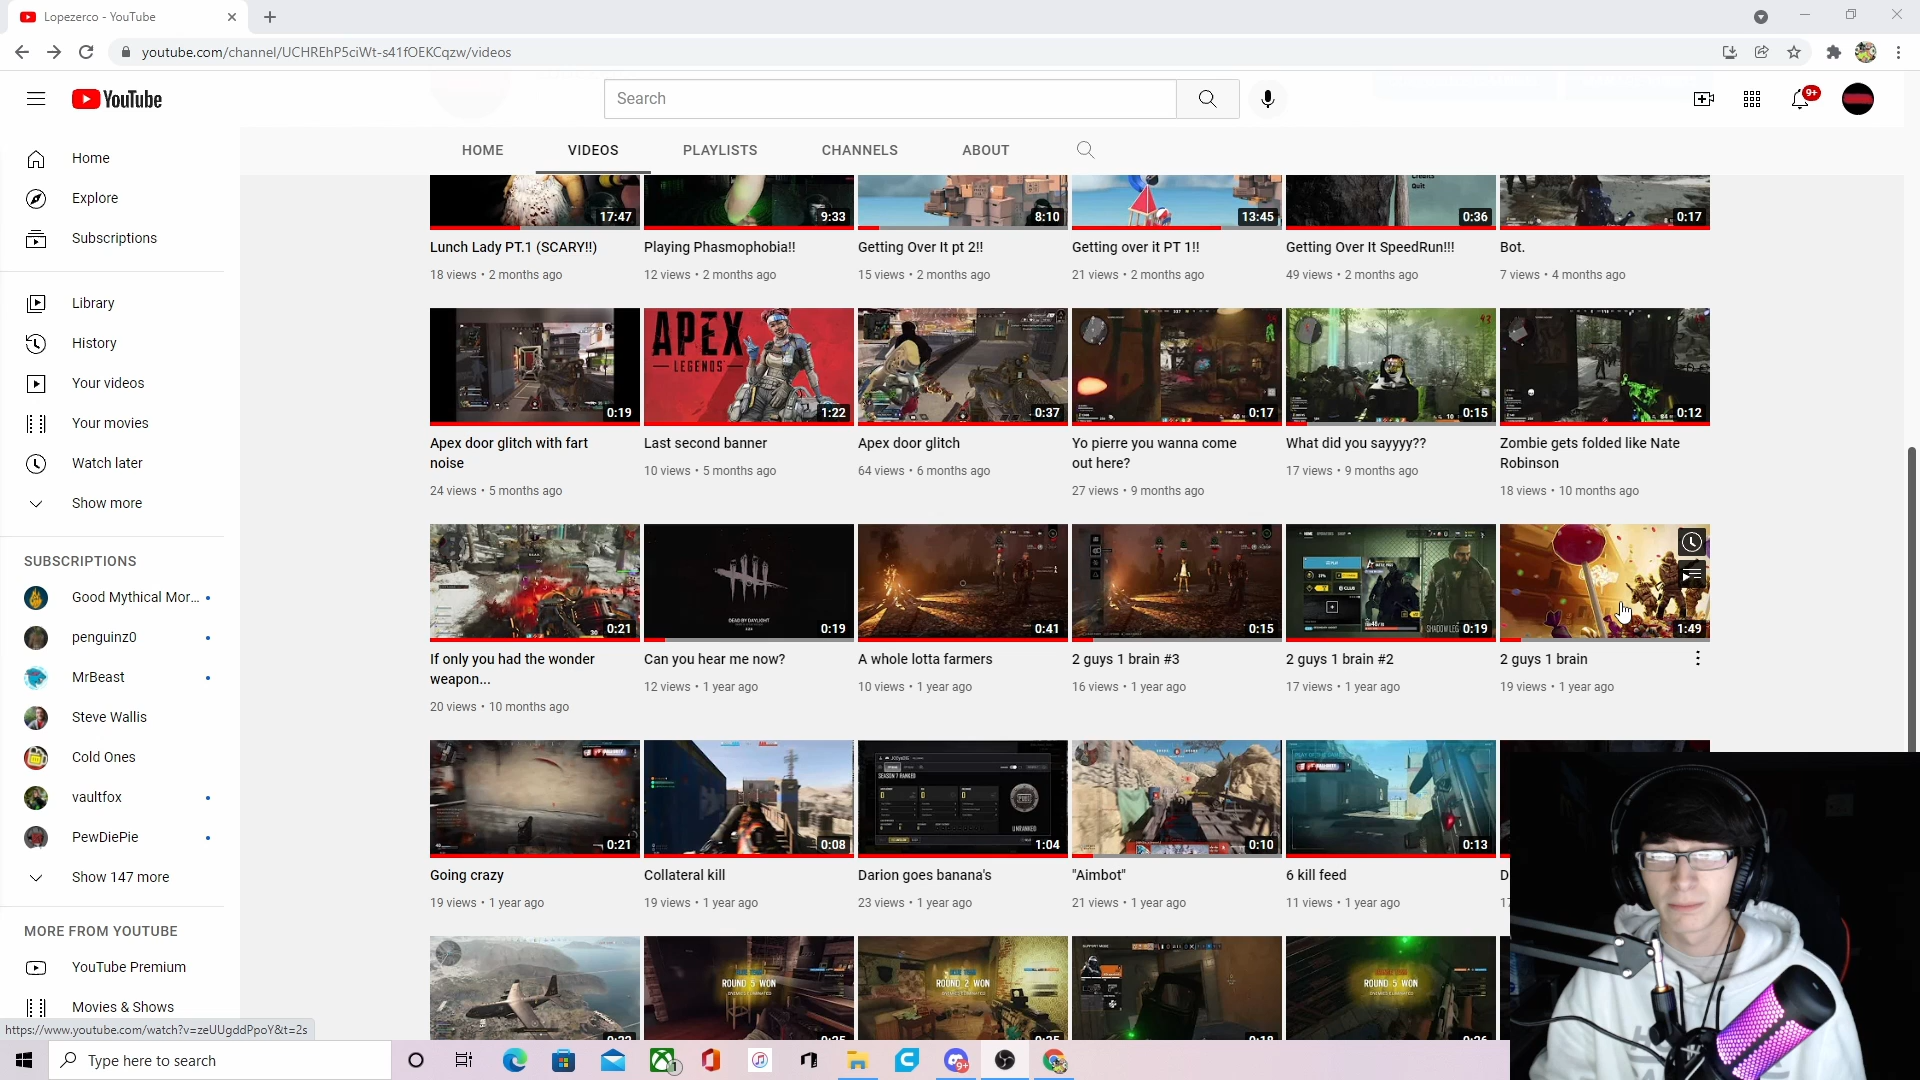 Lopezerco - YouTube
youtube.com/channel/UCHREhP5ciWt-s41fOEKCqzw/videos
YouTube
Search
9+
HOME VIDEOS PLAYLISTS CHANNELS ABOUT
Home
Explore
Subscriptions
Library
History
Your videos
Your movies
Watch later
Show more
SUBSCRIPTIONS
Good Mythical Mor...
penguinz0
MrBeast
Steve Wallis
Cold Ones
vaultfox
PewDiePie
Show 147 more
MORE FROM YOUTUBE
YouTube Premium
Movies & Shows
17:47 9:33 8:10 13:45 0:36 0:17
Quit
Lunch Lady PT.1 (SCARY!!) Playing Phasmophobia!! Getting Over It pt 2!! Getting over it PT 1!! Getting Over It SpeedRun!!! Bot.
18 views • 2 months ago 12 views • 2 months ago 15 views • 2 months ago 21 views • 2 months ago 49 views • 2 months ago 7 views • 4 months ago
APEX
LEGENDS
0:19 1:22 0:37 0:17 0:15 0:12
Apex door glitch with fart Last second banner Apex door glitch Yo pierre you wanna come What did you sayyyy?? Zombie gets folded like Nate
noise out here? Robinson
10 views • 5 months ago 64 views • 6 months ago 17 views • 9 months ago
24 views • 5 months ago 27 views • 9 months ago 18 views • 10 months ago
DEAD BY DAYLIGHT
0:21 0:19 0:41 0:15 0:19 1:49
If only you had the wonder Can you hear me now? A whole lotta farmers 2 guys 1 brain #3 2 guys 1 brain #2 2 guys 1 brain
weapon...
12 views • 1 year ago 10 views • 1 year ago 16 views • 1 year ago 17 views • 1 year ago 19 views • 1 year ago
20 views • 10 months ago
SEASON 7 RANKED
UNRANKED
0:21 0:08 1:04 0:10 0:13
Going crazy Collateral kill Darion goes banana's "Aimbot" 6 kill feed D
19 views • 1 year ago 19 views • 1 year ago 23 views • 1 year ago 21 views • 1 year ago 11 views • 1 year ago 17
ROUND 5 WON ROUND 2 WON ROUND 5 WON
https://www.youtube.com/watch?v=zeUUgddPpoY&t=2s
Type here to search
1
9+